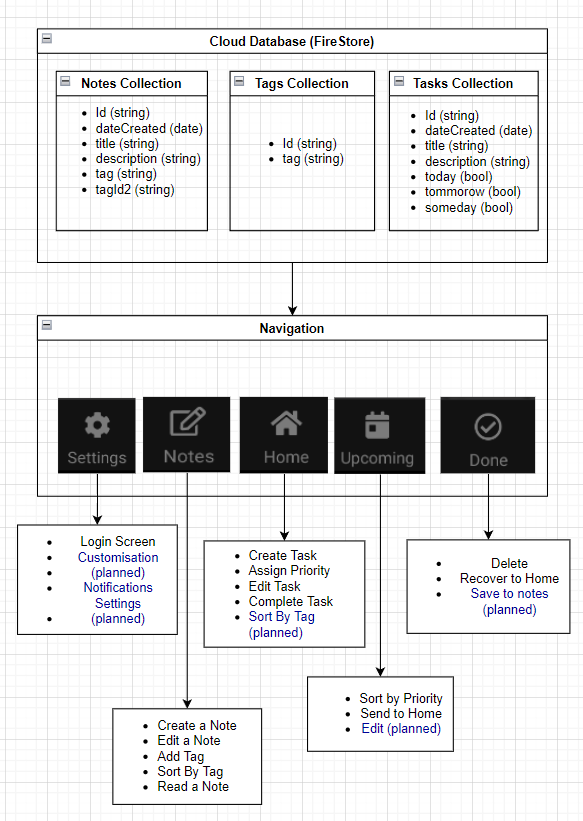 Cloud Database (FireStore)
Notes Collection
Id (string)
dateCreated (date)
title (string)
description (string)
tag (string)
tagId2 (string)
Tags Collection
Id (string)
tag (string)
Tasks Collection
Id (string)
dateCreated (date)
title (string)
description (string)
today (bool)
tommorow (bool)
someday (bool)
Navigation
Settings
Notes
Home
Upcoming
Done
Login Screen
Customisation
(planned)
Notifications
Settings
(planned)
Create Task
Assign Priority
Edit Task
Complete Task
Sort By Tag
(planned)
Delete
Recover to Home
Save to notes
(planned)
Sort by Priority
Send to Home
Edit (planned)
Create a Note
Edit a Note
Add Tag
Sort By Tag
Read a Note